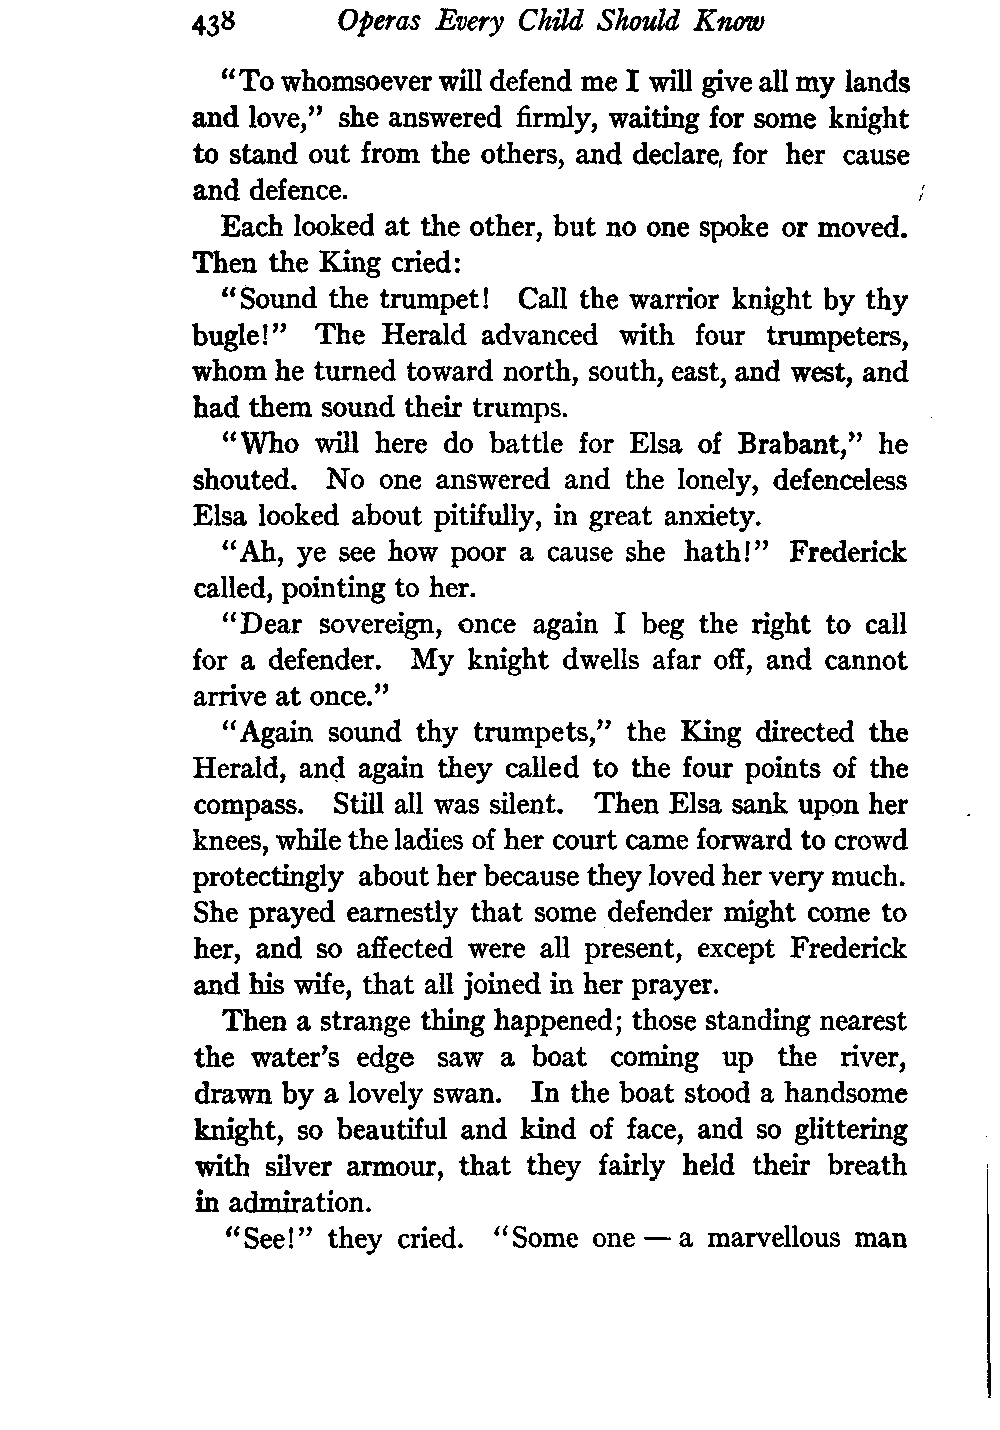 438 Operas Every Child Should Know
“To whomsoever will defend me I will give all my lands
and love,” she answered firmly, waiting for some knight
to stand out from the others, and declare, for her cause
and defence.
Each looked at the other, but no one spoke or moved.
Then the King cried:
“Sound the trumpet! Call the warrior knight by thy
bugle!” The Herald advanced with four trumpeters,
whom he turned toward north, south, east, and west, and
had them sound their trumps.
“Who will here do battle for Elsa of Brabant,” he
shouted. No one answered and the lonely, defenceless
Elsa looked about pitifully, in great anxiety.
“Ah, ye see how poor a cause she hath!” Frederick
called, pointing to her.
“Dear sovereign, once again I beg the right to call
for a defender. My knight dwells afar off, and cannot
arrive at once.”
“Again sound thy trumpets,” the King directed the
Herald, and again they called to the four points of the
compass. Still all was silent. Then Elsa sank upon her
knees, while the ladies of her court came forward to crowd
protectingly about her because they loved her very much.
She prayed earnestly that some defender might come to
her, and so affected were all present, except Frederick
and his wife, that all joined in her prayer.
Then a strange thing happened; those standing nearest
the water’s edge saw a boat coming up the river,
drawn by a lovely swan. In the boat stood a handsome
knight, so beautiful and kind of face, and so glittering
with silver armour, that they fairly held their breath
in admiration.
“See!” they cried. “Some one — a marvellous man